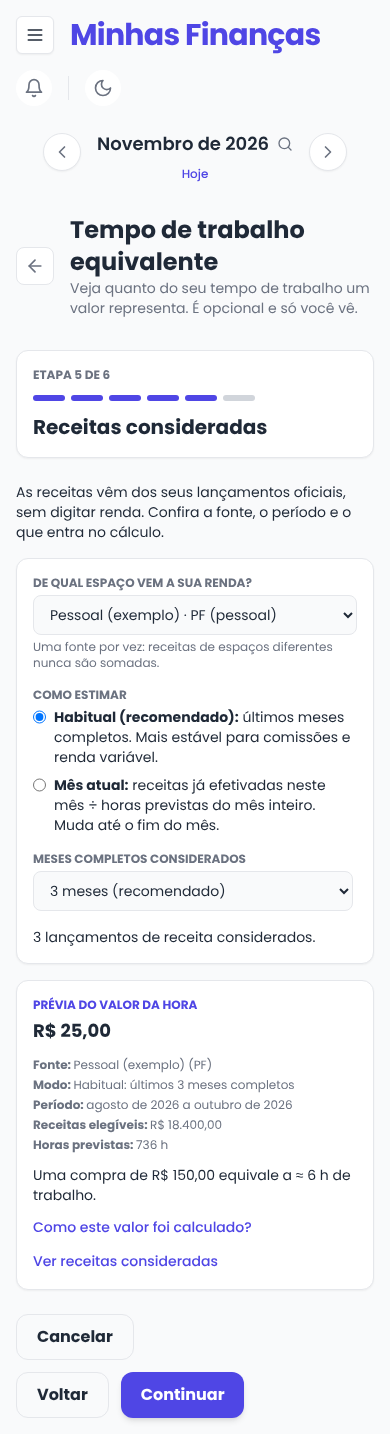 Minhas Finanças
Novembro de 2026
Hoje
Tempo de trabalho
equivalente
Veja quanto do seu tempo de trabalho um
valor representa. É opcional e só você vê.
ETAPA 5 DE 6
Receitas consideradas
As receitas vêm dos seus lançamentos oficiais,
sem digitar renda. Confira a fonte, o período e o
que entra no cálculo.
DE QUAL ESPAÇO VEM A SUA RENDA?
Pessoal (exemplo) · PF (pessoal)
Uma fonte por vez: receitas de espaços diferentes
nunca são somadas.
COMO ESTIMAR
Habitual (recomendado): últimos meses
completos. Mais estável para comissões e
renda variável.
Mês atual: receitas já efetivadas neste
mês ÷ horas previstas do mês inteiro.
Muda até o fim do mês.
MESES COMPLETOS CONSIDERADOS
3 meses (recomendado)
3 lançamentos de receita considerados.
PRÉVIA DO VALOR DA HORA
R$ 25,00
Fonte: Pessoal (exemplo) (PF)
Modo: Habitual: últimos 3 meses completos
Período: agosto de 2026 a outubro de 2026
Receitas elegíveis: R$ 18.400,00
Horas previstas: 736 h
Uma compra de R$ 150,00 equivale a ≈ 6 h de
trabalho.
Como este valor foi calculado?
Ver receitas consideradas
Cancelar
Voltar
Continuar